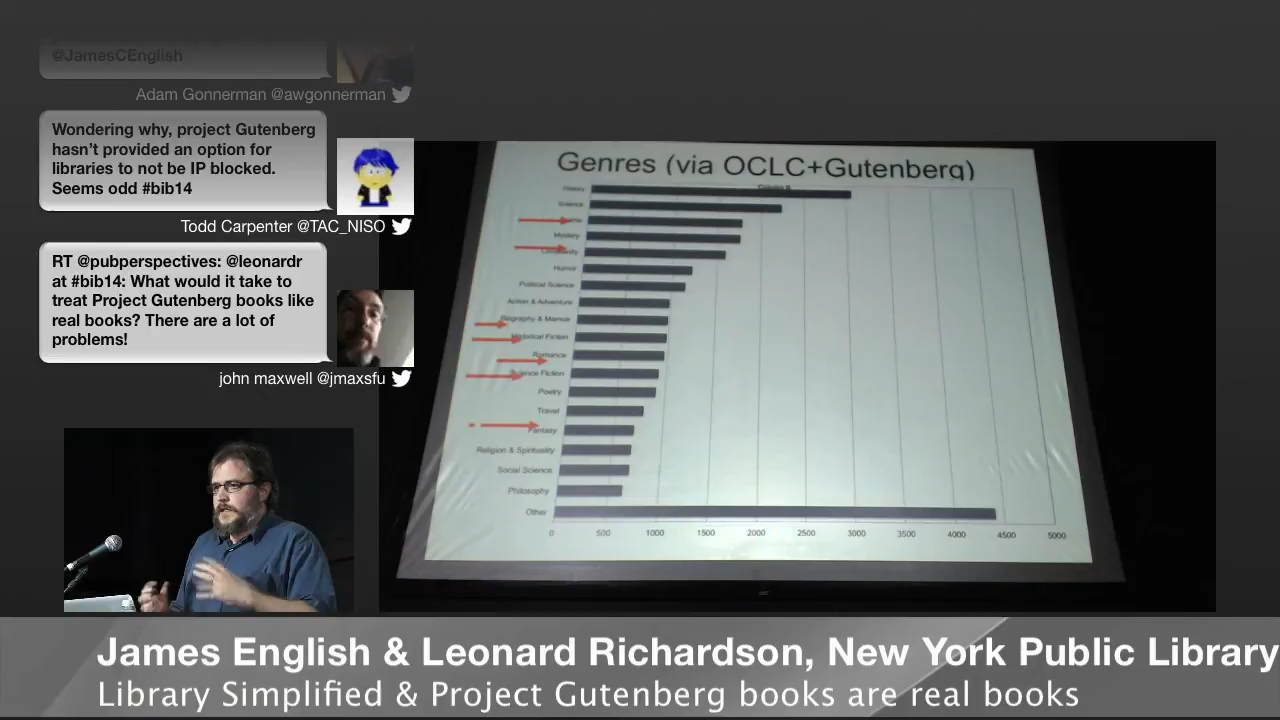 @JamesCEnglish
Adam Gonnerman @awgonnerman
Wondering why, project Gutenberg
hasn't provided an option for
libraries to not be IP blocked.
Seems odd #bib14
Todd Carpenter @TAC_NISO
RT @pubperspectives: @leonardr
at #bib14: What would it take to
treat Project Gutenberg books like
real books? There are a lot of
problems!
john maxwell @jmaxsfu
Genres (via OCLC+Gutenberg)
Column B
History
Science
Mystery
Humor
Political Science
Action & Adventure
Biography & Memoir
Historical Fiction
Romance
Science Fiction
Poetry
Travel
Fantasy
Religion & Spirituality
Social Science
Philosophy
Other
0 500 1000 1500 2000 2500 3000 3500 4000 4500 5000
James English & Leonard Richardson, New York Public Library
Library Simplified & Project Gutenberg books are real books